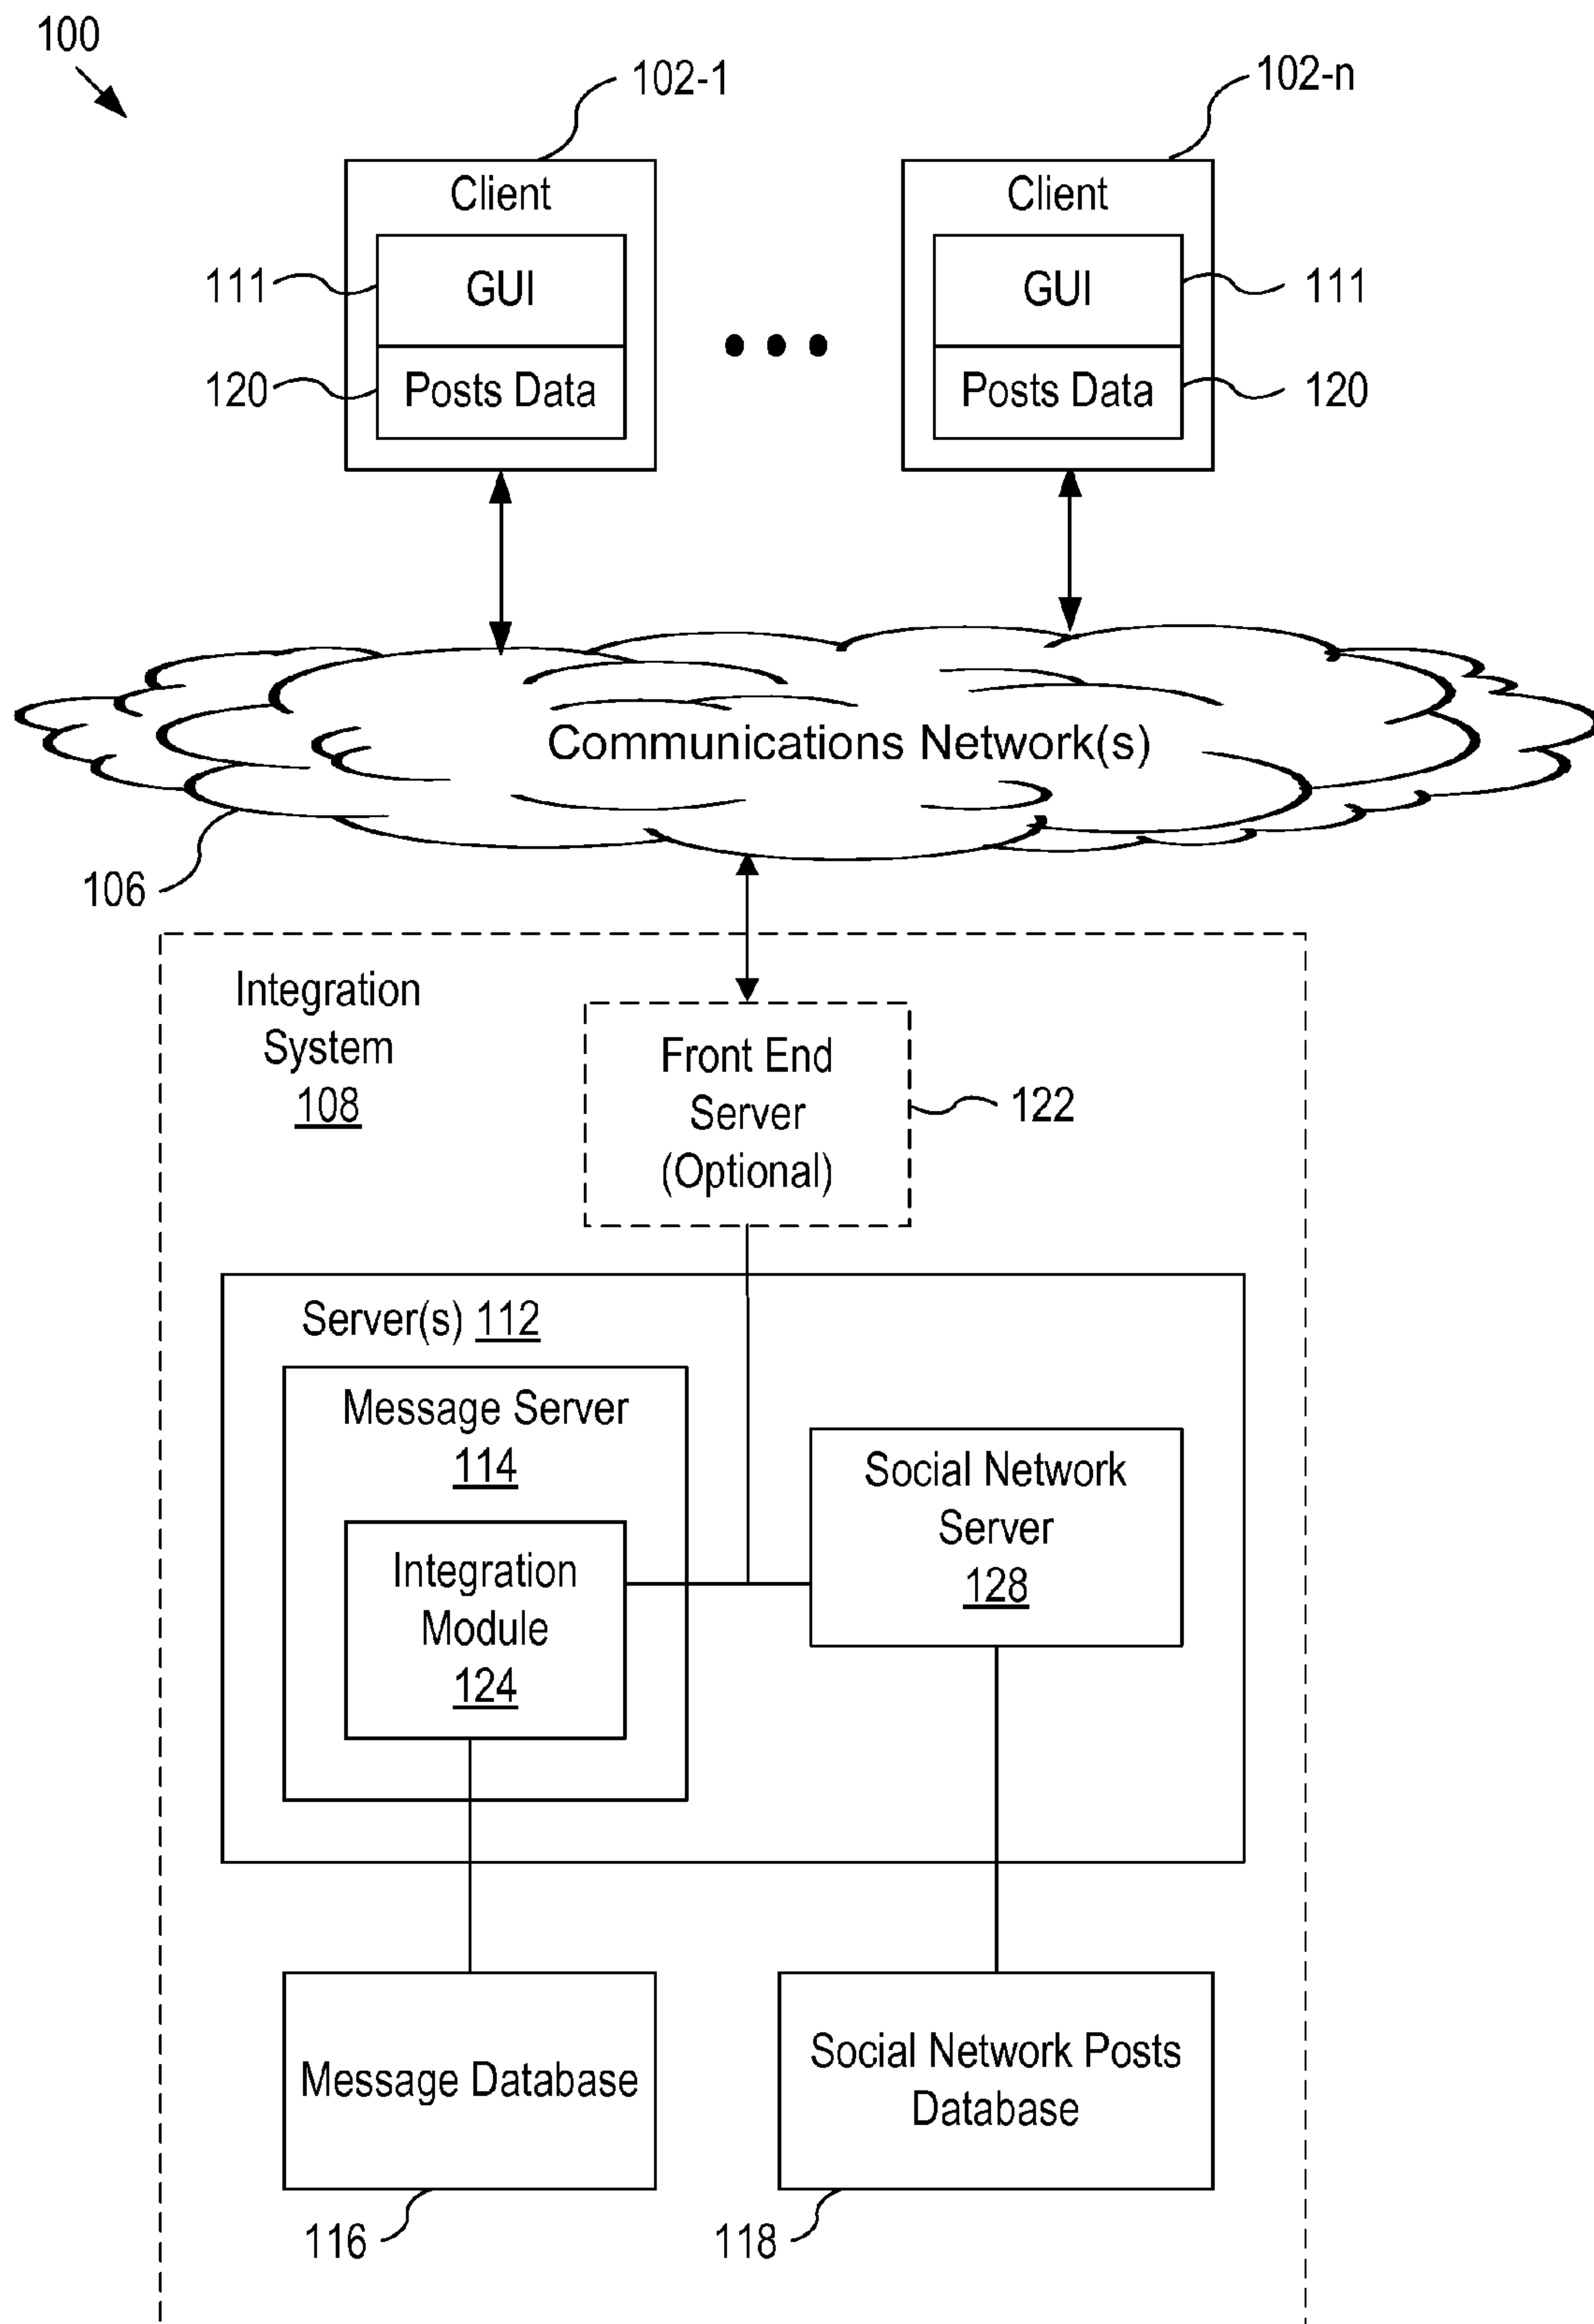 100
102-1
102-n
Client
Client
111
GUI
GUI
111
120
Posts Data
Posts Data
120
Communications Network(s)
106
Integration
System
108
Front End
Server
(Optional)
122
Server(s) 112
Message Server
114
Social Network
Server
128
Integration
Module
124
Message Database
Social Network Posts
Database
116
118